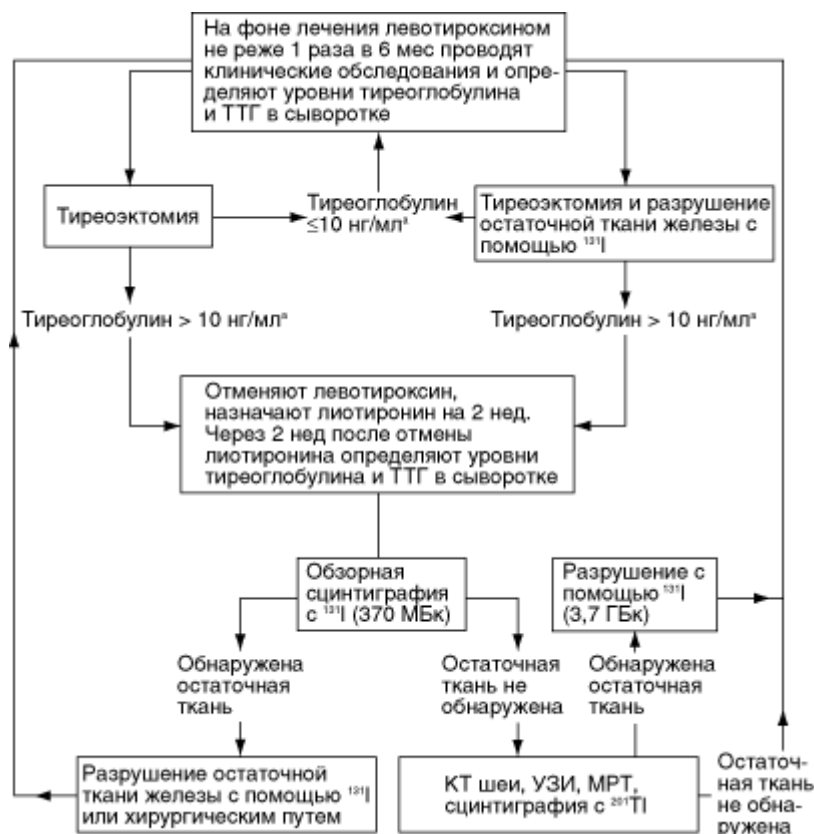 На фоне лечения левотироксином
не реже 1 раза в 6 мес проводят
клинические обследования и опре-
деляют уровни тиреоглобулина
и ТТГ в сыворотке
Тиреоэктомия
Тиреоглобулин
≤10 нг/млª
Тиреоэктомия и разрушение
остаточной ткани железы с
помощью ¹³¹I
Тиреоглобулин > 10 нг/млª
Тиреоглобулин > 10 нг/млª
Отменяют левотироксин,
назначают лиотиронин на 2 нед.
Через 2 нед после отмены
лиотиронина определяют уровни
тиреоглобулина и ТТГ в сыворотке
Обзорная
сцинтиграфия
с ¹³¹I (370 МБк)
Разрушение с
помощью ¹³¹I
(3,7 ГБк)
Обнаружена
остаточная
ткань
Остаточная
ткань не
обнаружена
Обнаружена
остаточная
ткань
Разрушение остаточной
ткани железы с помощью ¹³¹I
или хирургическим путем
КТ шеи, УЗИ, МРТ,
сцинтиграфия с ²⁰¹Tl
Остаточ-
ная ткань
не обна-
ружена